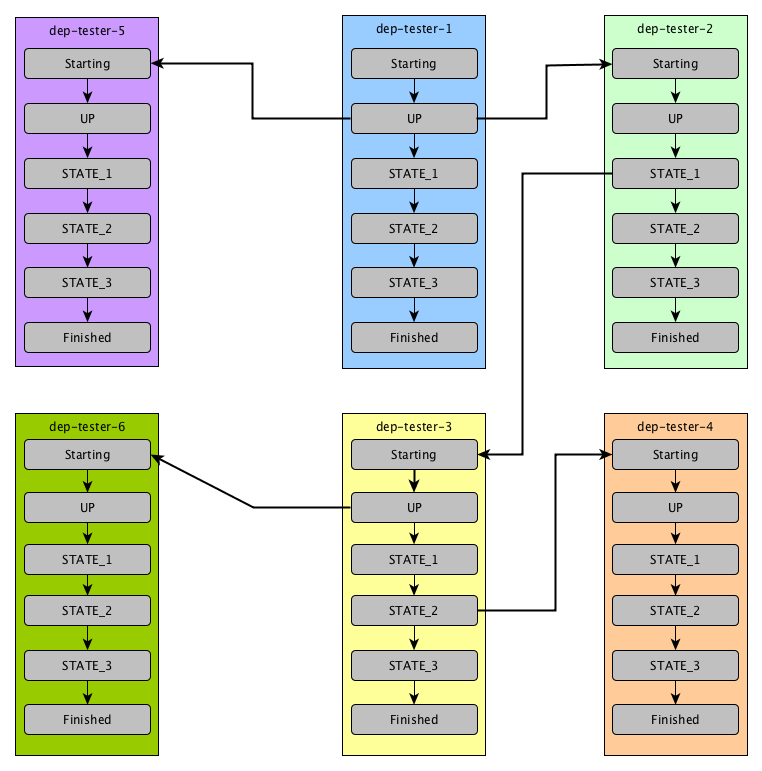 dep-tester-5
Starting
UP
STATE_1
STATE_2
STATE_3
Finished
dep-tester-1
Starting
UP
STATE_1
STATE_2
STATE_3
Finished
dep-tester-2
Starting
UP
STATE_1
STATE_2
STATE_3
Finished
dep-tester-6
Starting
UP
STATE_1
STATE_2
STATE_3
Finished
dep-tester-3
Starting
UP
STATE_1
STATE_2
STATE_3
Finished
dep-tester-4
Starting
UP
STATE_1
STATE_2
STATE_3
Finished